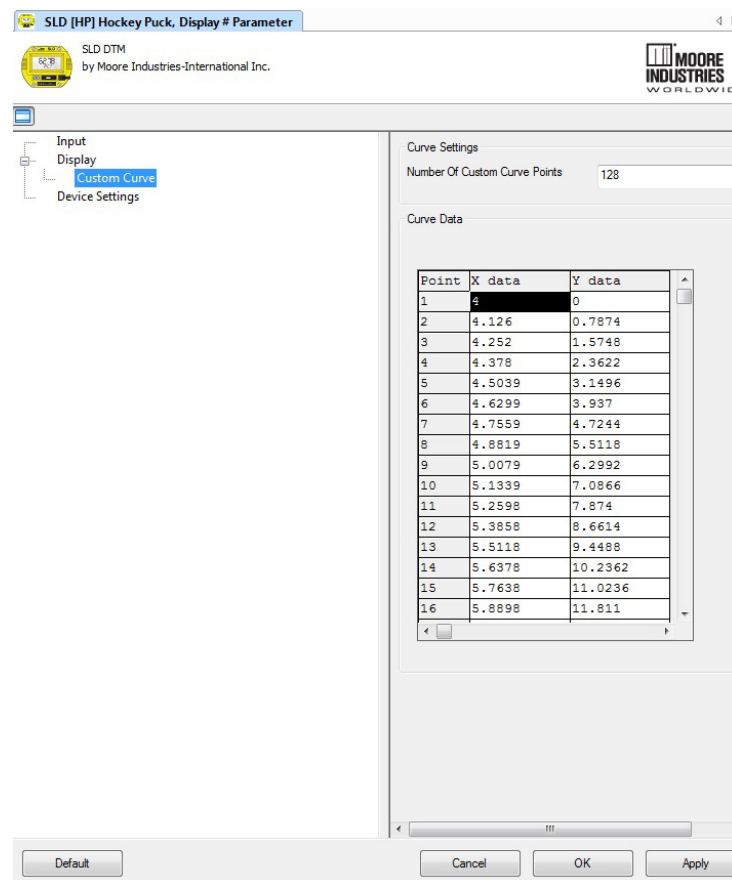 SLD [HP] Hockey Puck, Display # Parameter
SLD DTM
by Moore Industries-International Inc.
MOORE
INDUSTRIES
WORLDWID
Input
Display
Custom Curve
Device Settings
Curve Settings
Number Of Custom Curve Points 128
Curve Data
Point X data Y data
1 4 0
2 4.126 0.7874
3 4.252 1.5748
4 4.378 2.3622
5 4.5039 3.1496
6 4.6299 3.937
7 4.7559 4.7244
8 4.8819 5.5118
9 5.0079 6.2992
10 5.1339 7.0866
11 5.2598 7.874
12 5.3858 8.6614
13 5.5118 9.4488
14 5.6378 10.2362
15 5.7638 11.0236
16 5.8898 11.811
Default Cancel OK Apply